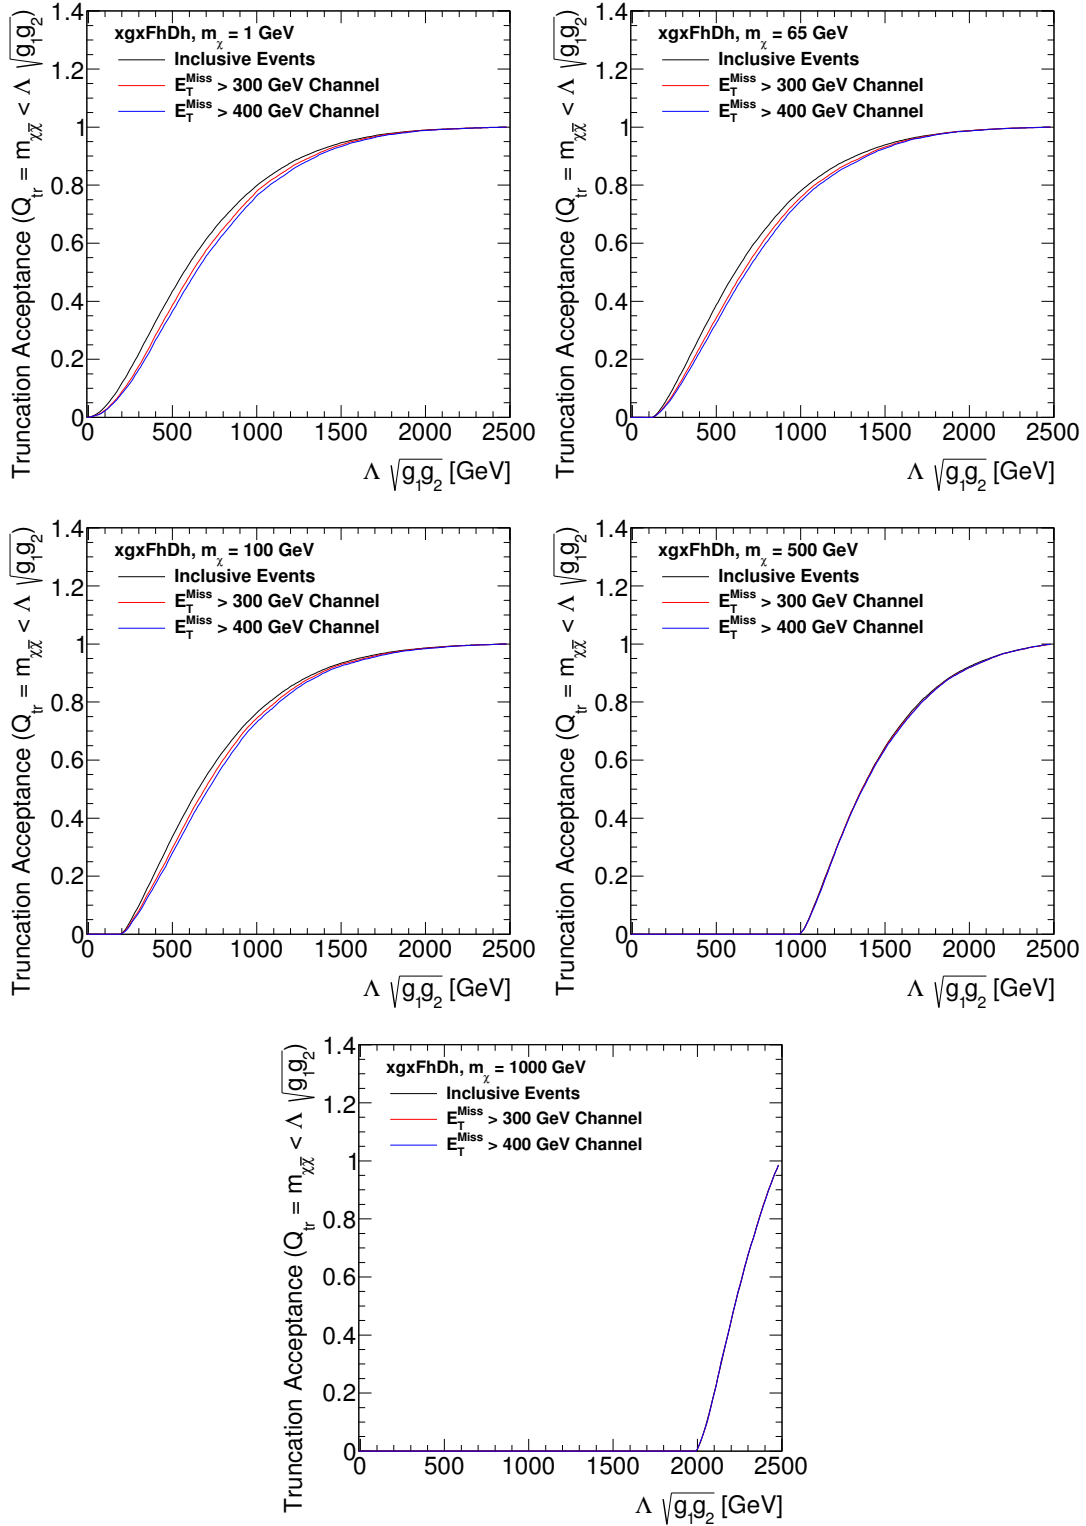 xgxFhDh, m_χ = 1 GeV
Inclusive Events
E_T^Miss > 300 GeV Channel
E_T^Miss > 400 GeV Channel
Truncation Acceptance (Q_tr = m_χχ̅ < Λ √g₁g₂)
0 0.2 0.4 0.6 0.8 1 1.2 1.4
0 500 1000 1500 2000 2500
Λ √g₁g₂ [GeV]
xgxFhDh, m_χ = 65 GeV
Inclusive Events
E_T^Miss > 300 GeV Channel
E_T^Miss > 400 GeV Channel
Truncation Acceptance (Q_tr = m_χχ̅ < Λ √g₁g₂)
0 0.2 0.4 0.6 0.8 1 1.2 1.4
0 500 1000 1500 2000 2500
Λ √g₁g₂ [GeV]
xgxFhDh, m_χ = 100 GeV
Inclusive Events
E_T^Miss > 300 GeV Channel
E_T^Miss > 400 GeV Channel
Truncation Acceptance (Q_tr = m_χχ̅ < Λ √g₁g₂)
0 0.2 0.4 0.6 0.8 1 1.2 1.4
0 500 1000 1500 2000 2500
Λ √g₁g₂ [GeV]
xgxFhDh, m_χ = 500 GeV
Inclusive Events
E_T^Miss > 300 GeV Channel
E_T^Miss > 400 GeV Channel
Truncation Acceptance (Q_tr = m_χχ̅ < Λ √g₁g₂)
0 0.2 0.4 0.6 0.8 1 1.2 1.4
0 500 1000 1500 2000 2500
Λ √g₁g₂ [GeV]
xgxFhDh, m_χ = 1000 GeV
Inclusive Events
E_T^Miss > 300 GeV Channel
E_T^Miss > 400 GeV Channel
Truncation Acceptance (Q_tr = m_χχ̅ < Λ √g₁g₂)
0 0.2 0.4 0.6 0.8 1 1.2 1.4
0 500 1000 1500 2000 2500
Λ √g₁g₂ [GeV]